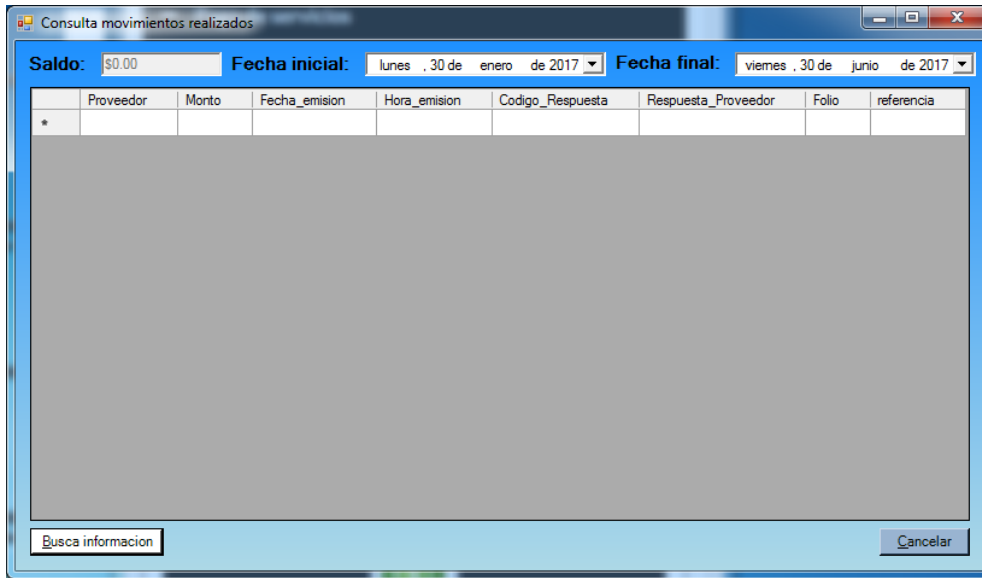 Consulta movimientos realizados
Saldo: $0.00 Fecha inicial: lunes , 30 de enero de 2017 Fecha final: viernes , 30 de junio de 2017
Proveedor Monto Fecha_emision Hora_emision Codigo_Respuesta Respuesta_Proveedor Folio referencia
*
Busca informacion Cancelar